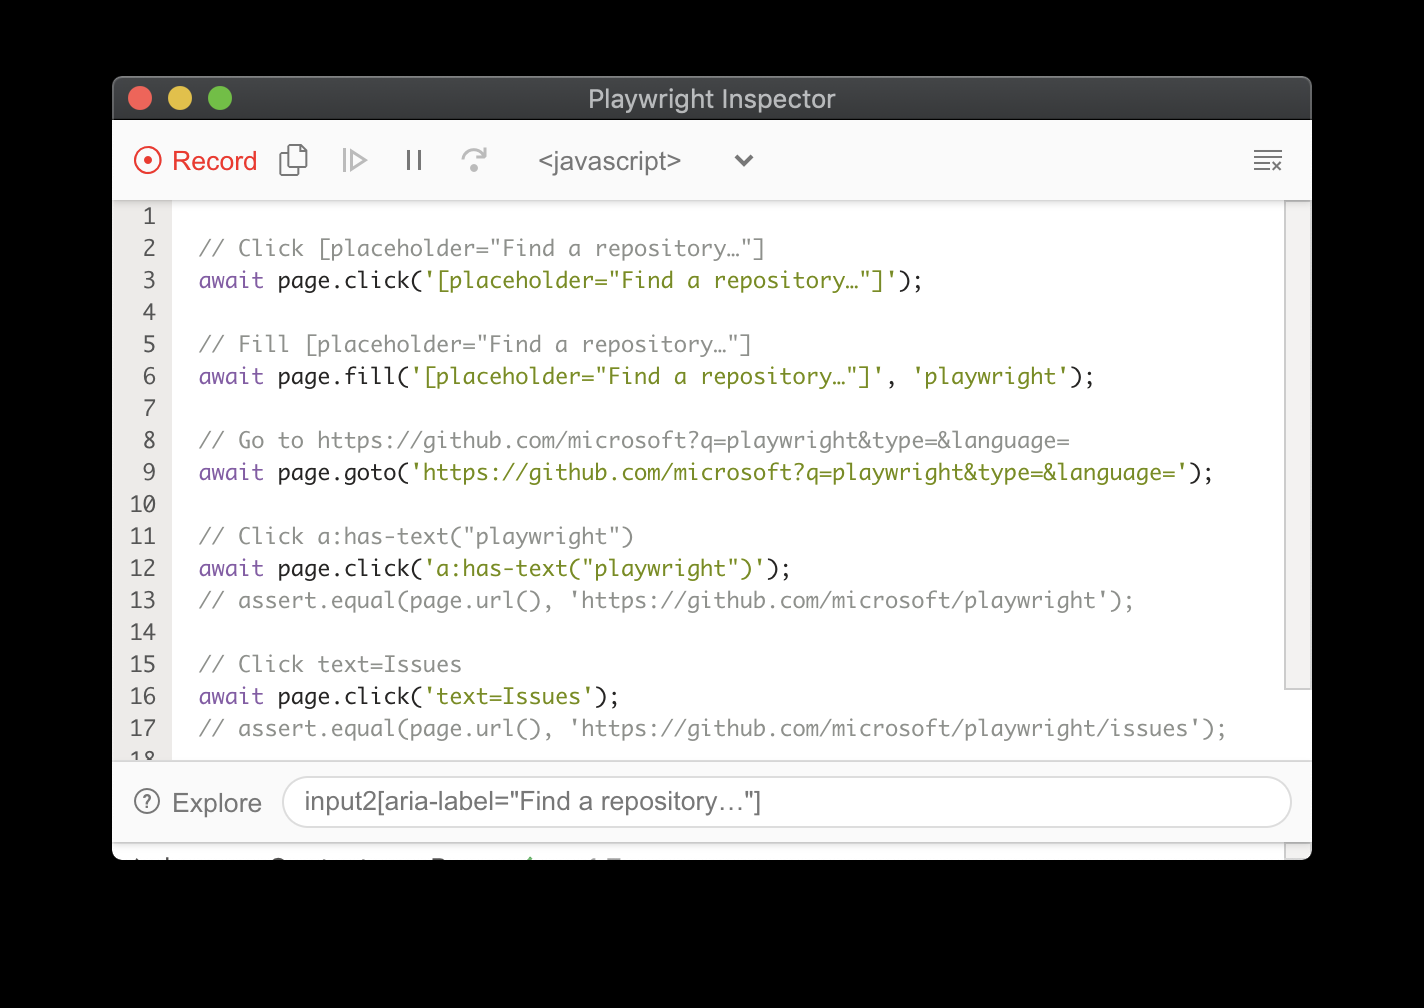 Playwright Inspector
Record <javascript>
1
2 // Click [placeholder="Find a repository…"]
3 await page.click('[placeholder="Find a repository…"]');
4
5 // Fill [placeholder="Find a repository…"]
6 await page.fill('[placeholder="Find a repository…"]', 'playwright');
7
8 // Go to https://github.com/microsoft?q=playwright&type=&language=
9 await page.goto('https://github.com/microsoft?q=playwright&type=&language=');
10
11 // Click a:has-text("playwright")
12 await page.click('a:has-text("playwright")');
13 // assert.equal(page.url(), 'https://github.com/microsoft/playwright');
14
15 // Click text=Issues
16 await page.click('text=Issues');
17 // assert.equal(page.url(), 'https://github.com/microsoft/playwright/issues');
18
Explore input2[aria-label="Find a repository…"]